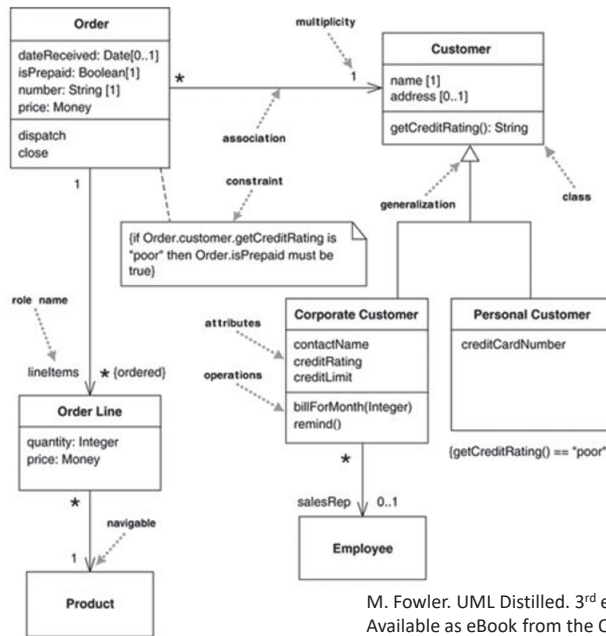 Order
dateReceived: Date[0..1]
isPrepaid: Boolean[1]
number: String [1]
price: Money
dispatch
close
*
multiplicity
1
association
Customer
name [1]
address [0..1]
getCreditRating(): String
1
constraint
generalization
class
{if Order.customer.getCreditRating is
"poor" then Order.isPrepaid must be
true}
role name
lineItems
* {ordered}
attributes
operations
Corporate Customer
contactName
creditRating
creditLimit
billForMonth(Integer)
remind()
Personal Customer
creditCardNumber
{getCreditRating() == "poor"
Order Line
quantity: Integer
price: Money
*
navigable
1
Product
*
salesRep
0..1
Employee
M. Fowler. UML Distilled. 3rd e
Available as eBook from the